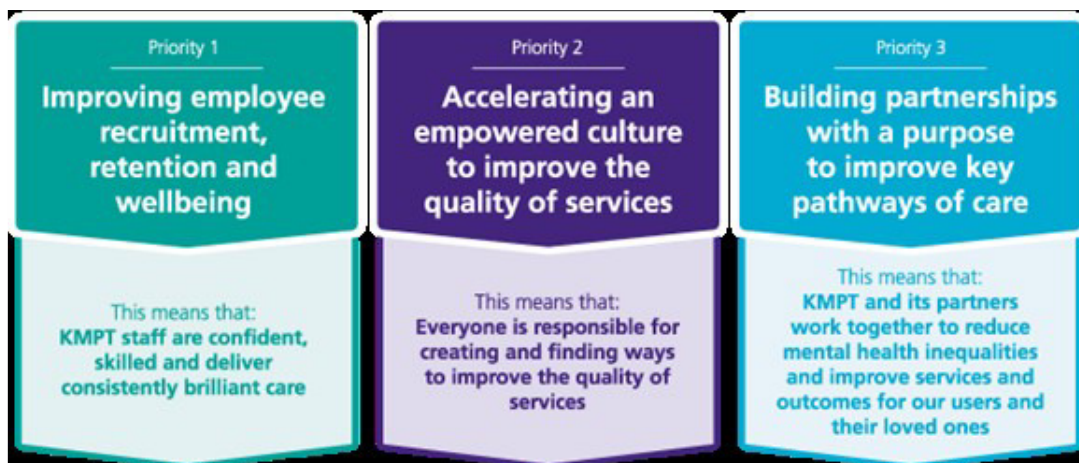 Priority 1
Improving employee
recruitment,
retention and
wellbeing
This means that:
KMPT staff are confident,
skilled and deliver
consistently brilliant care
Priority 2
Accelerating an
empowered culture
to improve the
quality of services
This means that:
Everyone is responsible for
creating and finding ways
to improve the quality of
services
Priority 3
Building partnerships
with a purpose
to improve key
pathways of care
This means that:
KMPT and its partners
work together to reduce
mental health inequalities
and improve services and
outcomes for our users and
their loved ones